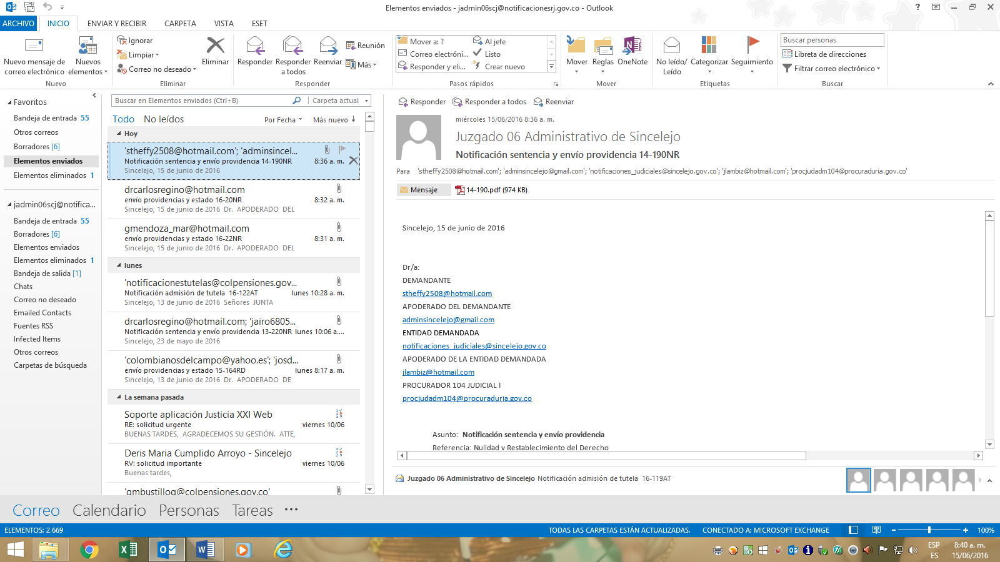 Elementos enviados - jadmin06scj@notificacionesrj.gov.co - Outlook
ARCHIVO INICIO ENVIAR Y RECIBIR CARPETA VISTA ESET
Nuevo mensaje de correo electrónico
Nuevos elementos
Nuevo
Ignorar
Limpiar
Correo no deseado
Eliminar
Eliminar
Responder
Responder a todos
Reenviar
Reunión
Más
Responder
Mover a: ?
Correo electróni...
Responder y eli...
Al jefe
Listo
Crear nuevo
Pasos rápidos
Mover
Reglas
OneNote
Mover
No leído/ Leído
Categorizar
Seguimiento
Etiquetas
Buscar personas
Libreta de direcciones
Filtrar correo electrónico
Buscar
Favoritos
Bandeja de entrada 55
Otros correos
Borradores [6]
Elementos enviados
Elementos eliminados 1
jadmin06scj@notifica...
Bandeja de entrada 55
Borradores [6]
Elementos enviados
Elementos eliminados 1
Bandeja de salida [1]
Chats
Correo no deseado
Emailed Contacts
Fuentes RSS
Infected Items
Otros correos
Carpetas de búsqueda
Buscar en Elementos enviados (Ctrl+B) Carpeta actual
Todo No leídos Por Fecha Más nuevo
Hoy
'stheffy2508@hotmail.com'; 'adminsincel...
Notificación sentencia y envío providencia 14-190NR 8:36 a. m.
Sincelejo, 15 de junio de 2016
drcarlosregino@hotmail.com
envío providencias y estado 16-20NR 8:32 a. m.
Sincelejo, 15 de junio de 2016 Dr. APODERADO DEL
gmendoza_mar@hotmail.com
envío providencias y estado 16-22NR 8:31 a. m.
Sincelejo, 15 de junio de 2016 Dr. APODERADO DEL
lunes
'notificacionestutelas@colpensiones.gov...
Notificación admisión de tutela 16-122AT lunes 10:28 a. m.
Sincelejo, 13 de junio de 2016 Señores JUNTA
drcarlosregino@hotmail.com; 'jairo6805...
Notificación sentencia y envío providencia 13-220NR lunes 10:06 a....
Sincelejo, 23 de mayo de 2016
'colombianosdelcampo@yahoo.es'; 'josd...
envío providencias y estado 15-164RD lunes 8:17 a. m.
Sincelejo, 13 de junio de 2016 Dr. APODERADO DE
La semana pasada
Soporte aplicación Justicia XXI Web
RE: solicitud urgente viernes 10/06
BUENAS TARDES, AGRADECEMOS SU GESTIÓN. ATTE,
Deris Maria Cumplido Arroyo - Sincelejo
RV: solicitud importante viernes 10/06
Buenas tardes,
'gmbustillog@colpensiones.gov.co'
Responder Responder a todos Reenviar
miércoles 15/06/2016 8:36 a. m.
Juzgado 06 Administrativo de Sincelejo
Notificación sentencia y envío providencia 14-190NR
Para 'stheffy2508@hotmail.com'; 'adminsincelejo@gmail.com'; 'notificaciones_judiciales@sincelejo.gov.co'; 'jlambiz@hotmail.com'; 'procjudadm104@procuraduria.gov.co'
Mensaje 14-190.pdf (974 KB)
Sincelejo, 15 de junio de 2016
Dr/a:
DEMANDANTE
stheffy2508@hotmail.com
APODERADO DEL DEMANDANTE
adminsincelejo@gmail.com
ENTIDAD DEMANDADA
notificaciones_judiciales@sincelejo.gov.co
APODERADO DE LA ENTIDAD DEMANDADA
jlambiz@hotmail.com
PROCURADOR 104 JUDICIAL I
procjudadm104@procuraduria.gov.co
Asunto: Notificación sentencia y envío providencia
Referencia: Nulidad y Restablecimiento del Derecho
Juzgado 06 Administrativo de Sincelejo Notificación admisión de tutela 16-119AT
Correo Calendario Personas Tareas ···
ELEMENTOS: 2.669 TODAS LAS CARPETAS ESTÁN ACTUALIZADAS. CONECTADO A: MICROSOFT EXCHANGE 100%
ESP 8:40 a. m.
ES 15/06/2016